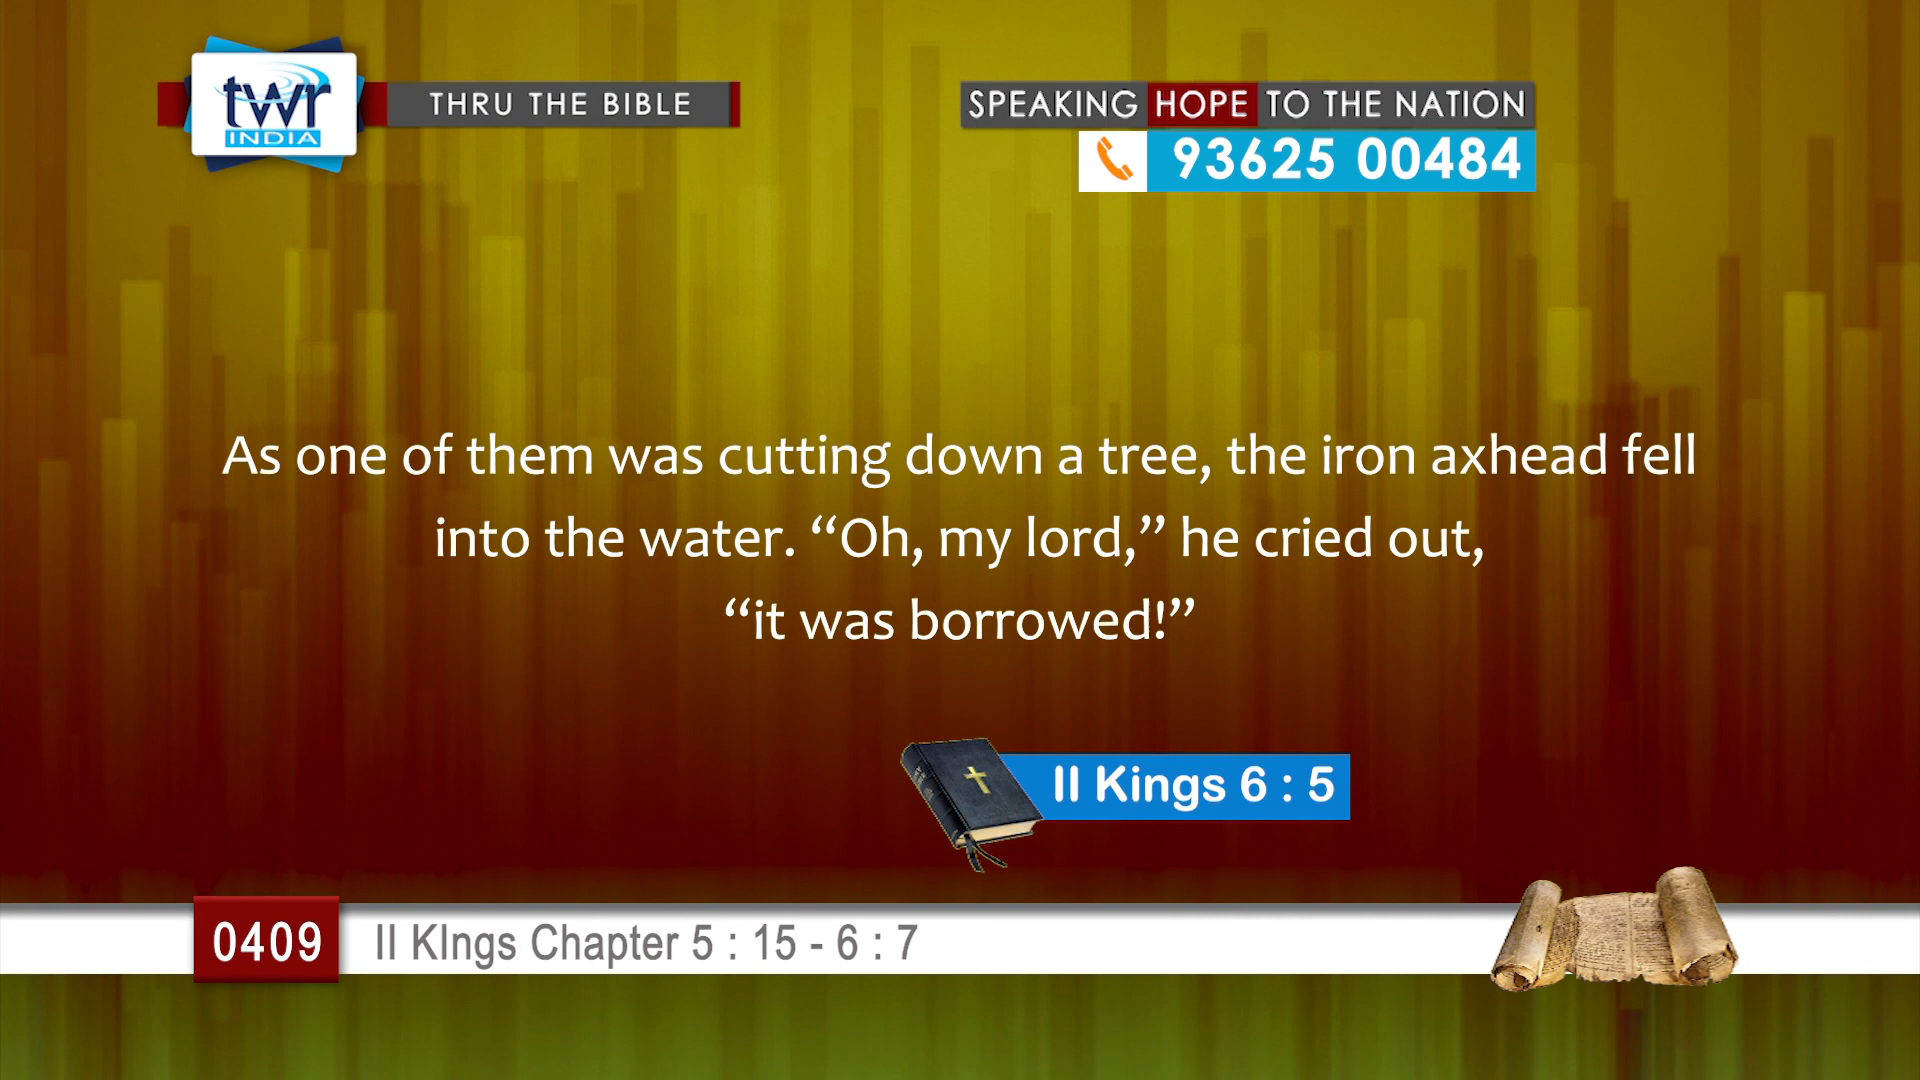 twr
INDIA
THRU THE BIBLE
SPEAKING HOPE TO THE NATION
93625 00484
As one of them was cutting down a tree, the iron axhead fell
into the water. “Oh, my lord,” he cried out,
“it was borrowed!”
II Kings 6 : 5
0409
II KIngs Chapter 5 : 15 - 6 : 7